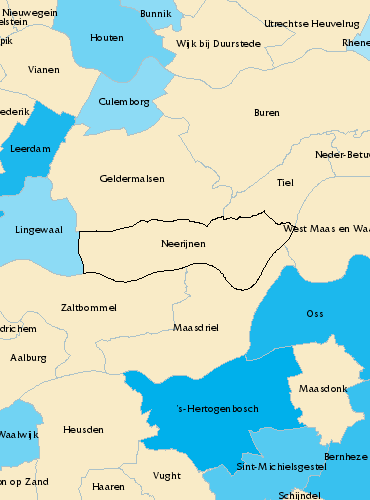 Nieuwegein
Bunnik
elstein
Utrechtse Heuvelrug
Houten
pik
Wijk bij Duurstede
Rhene
Vianen
Culemborg
ederik
Buren
Leerdam
Neder-Betuw
Geldermalsen
Tiel
Lingewaal
West Maas en Waa
Neerijnen
Zaltbommel
Oss
drichem
Maasdriel
Aalburg
Maasdonk
's-Hertogenbosch
Waalwijk
Heusden
Bernheze
Sint-Michielsgestel
Vught
on op Zand
Haaren
Schijndel